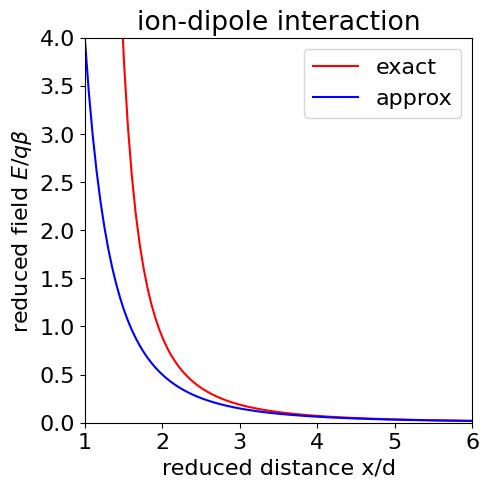 ion-dipole interaction
exact
approx
reduced field E/qβ
4.0
3.5
3.0
2.5
2.0
1.5
1.0
0.5
0.0
1 2 3 4 5 6
reduced distance x/d